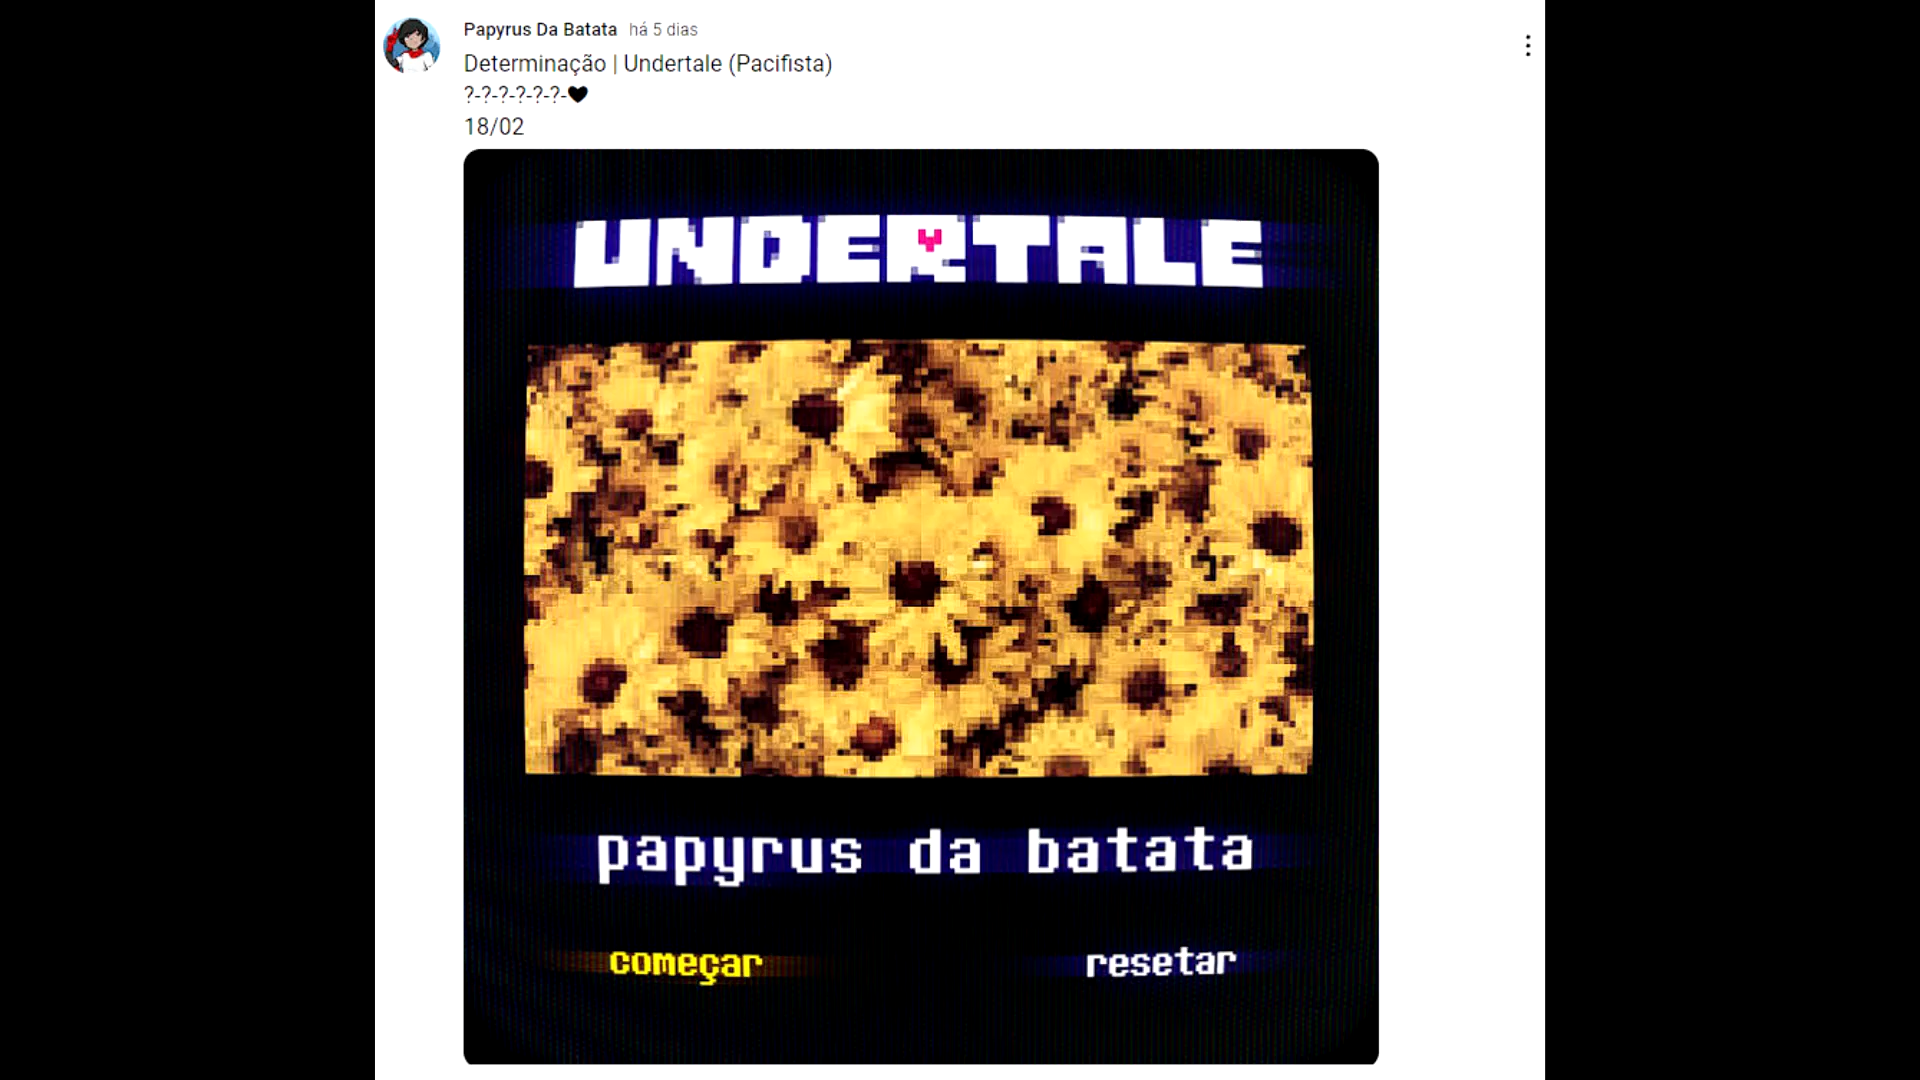 Papyrus Da Batata há 5 dias
Determinação | Undertale (Pacifista)
?-?-?-?-?-?-🖤
18/02
UNDERTALE
papyrus da batata
começar resetar